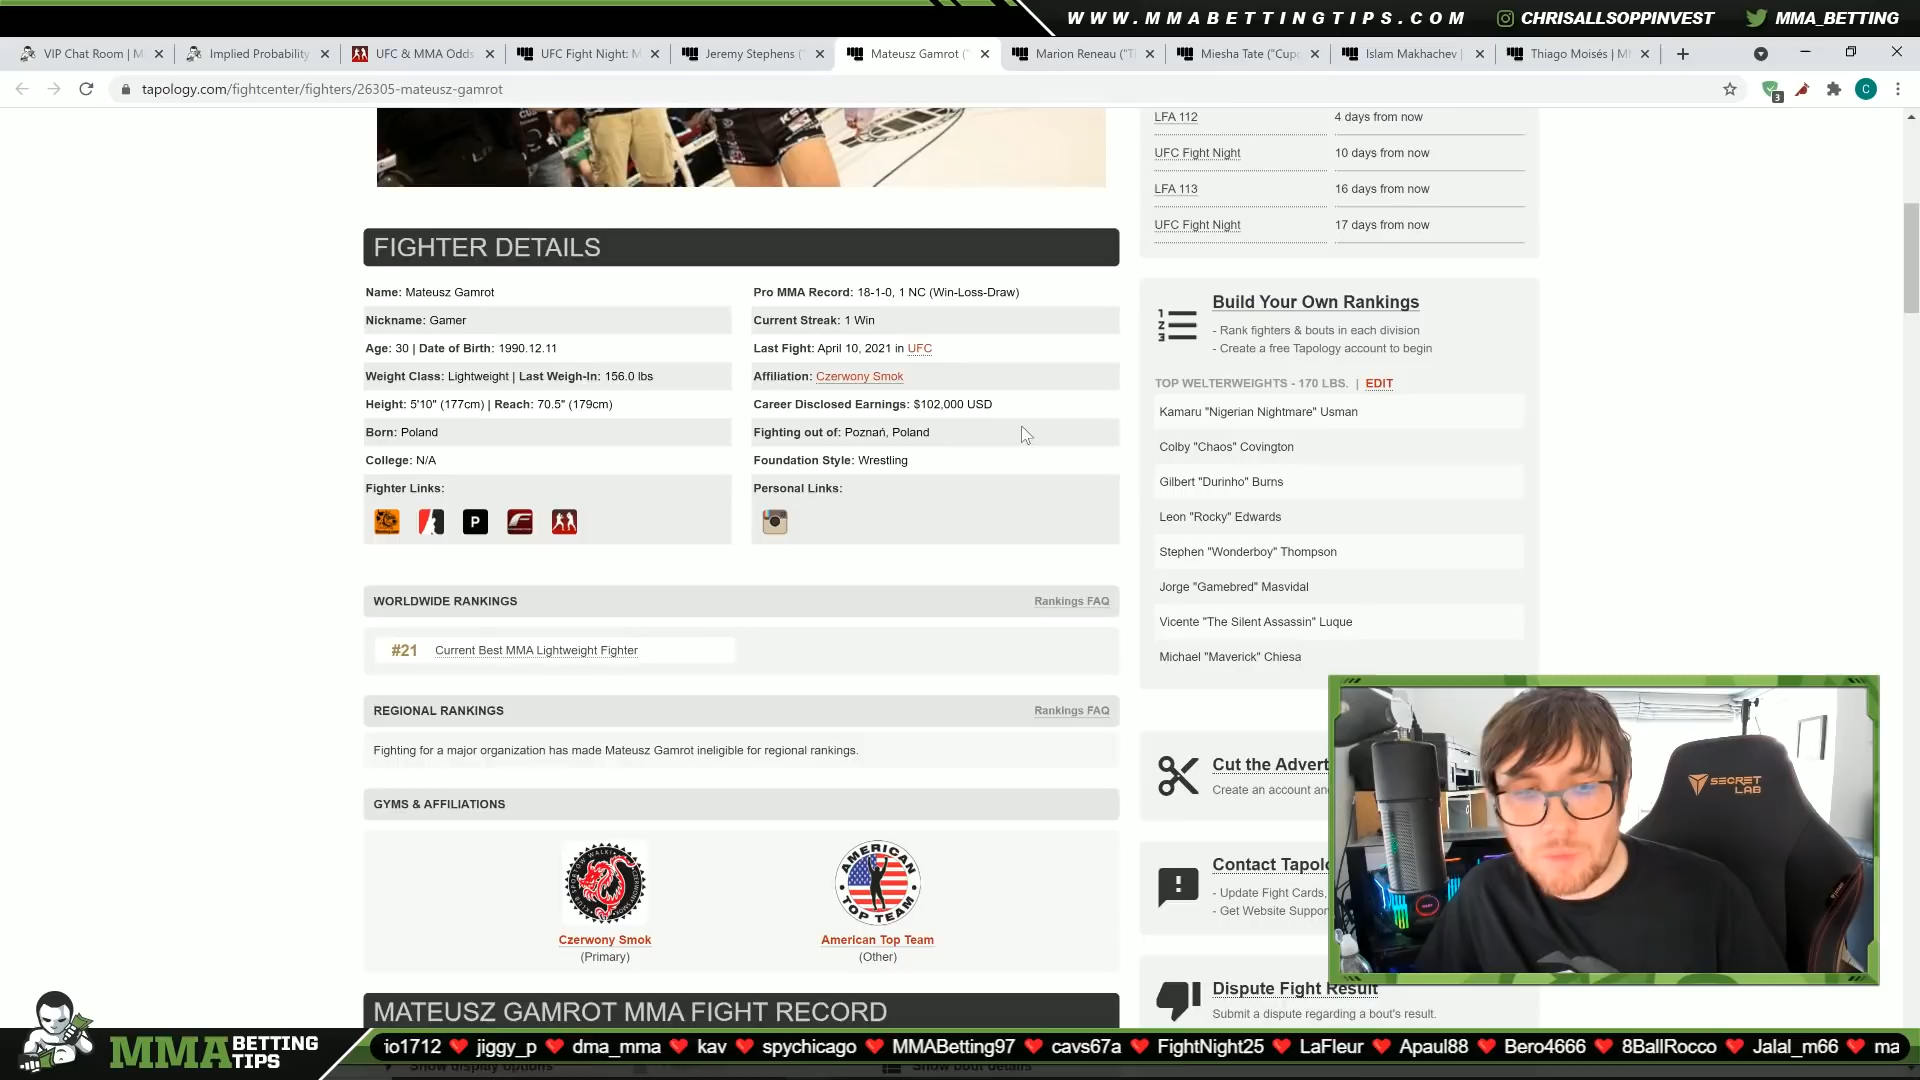 WWW.MMABETTINGTIPS.COM CHRISALLSOPPINVEST MMA_BETTING
VIP Chat Room | M Implied Probability UFC & MMA Odds UFC Fight Night: M Jeremy Stephens (" Mateusz Gamrot (" Marion Reneau ("T Miesha Tate ("Cupc Islam Makhachev | Thiago Moisés | M
tapology.com/fightcenter/fighters/26305-mateusz-gamrot
3
C
LFA 112 4 days from now
UFC Fight Night 10 days from now
LFA 113 16 days from now
UFC Fight Night 17 days from now
FIGHTER DETAILS
Name: Mateusz Gamrot
Nickname: Gamer
Age: 30 | Date of Birth: 1990.12.11
Weight Class: Lightweight | Last Weigh-In: 156.0 lbs
Height: 5'10" (177cm) | Reach: 70.5" (179cm)
Born: Poland
College: N/A
Fighter Links:
P
Pro MMA Record: 18-1-0, 1 NC (Win-Loss-Draw)
Current Streak: 1 Win
Last Fight: April 10, 2021 in UFC
Affiliation: Czerwony Smok
Career Disclosed Earnings: $102,000 USD
Fighting out of: Poznań, Poland
Foundation Style: Wrestling
Personal Links:
Build Your Own Rankings
- Rank fighters & bouts in each division
- Create a free Tapology account to begin
TOP WELTERWEIGHTS - 170 LBS. | EDIT
Kamaru "Nigerian Nightmare" Usman
Colby "Chaos" Covington
Gilbert "Durinho" Burns
Leon "Rocky" Edwards
Stephen "Wonderboy" Thompson
Jorge "Gamebred" Masvidal
Vicente "The Silent Assassin" Luque
Michael "Maverick" Chiesa
WORLDWIDE RANKINGS Rankings FAQ
#21 Current Best MMA Lightweight Fighter
REGIONAL RANKINGS Rankings FAQ
Fighting for a major organization has made Mateusz Gamrot ineligible for regional rankings.
GYMS & AFFILIATIONS
AMERICAN
TOP TEAM
Czerwony Smok
(Primary)
American Top Team
(Other)
Cut the Advert
Create an account an
Contact Tapolo
- Update Fight Cards,
- Get Website Suppor
Dispute Fight Result
Submit a dispute regarding a bout's result.
SECRET
LAB
MATEUSZ GAMROT MMA FIGHT RECORD
Show display options Show bout details
MMA BETTING
TIPS
io1712 jiggy_p dma_mma kav spychicago MMABetting97 cavs67a FightNight25 LaFleur Apaul88 Bero4666 8BallRocco Jalal_m66 ma